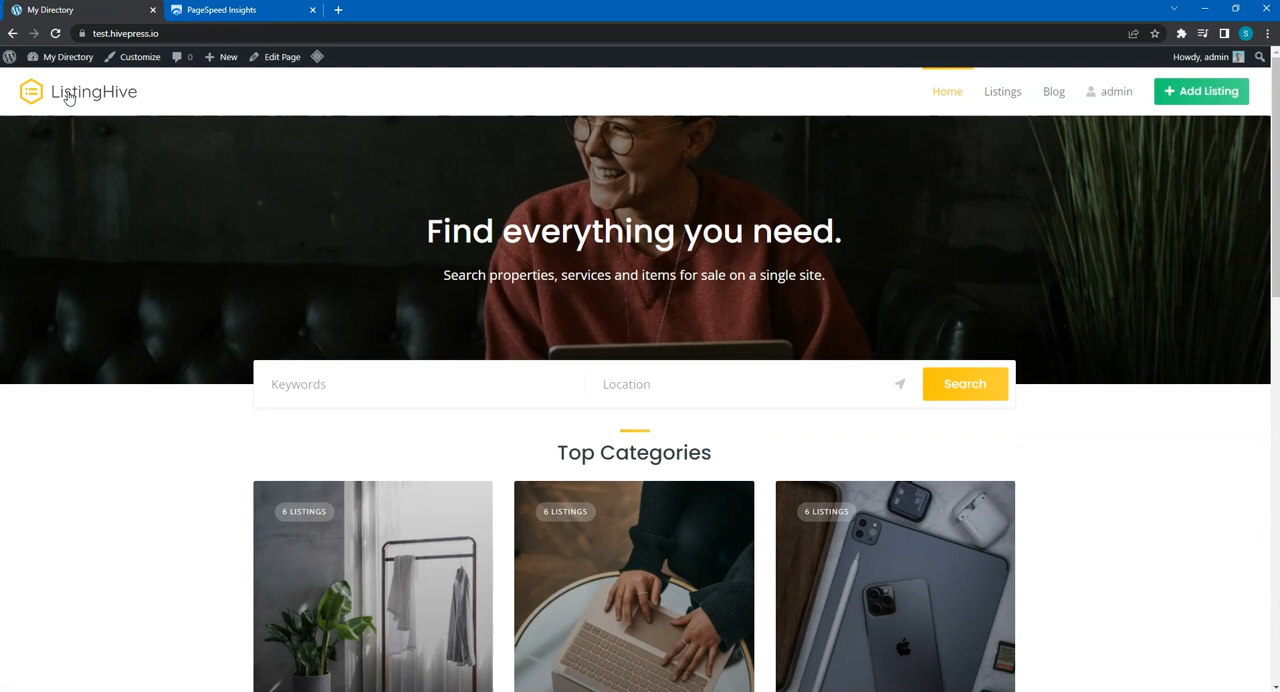 My Directory
PageSpeed Insights
test.hivepress.io
S
My Directory
Customize
0
New
Edit Page
Howdy, admin
ListingHive
Home
Listings
Blog
admin
+ Add Listing
Find everything you need.
Search properties, services and items for sale on a single site.
Keywords
Location
Search
Top Categories
6 LISTINGS
6 LISTINGS
6 LISTINGS